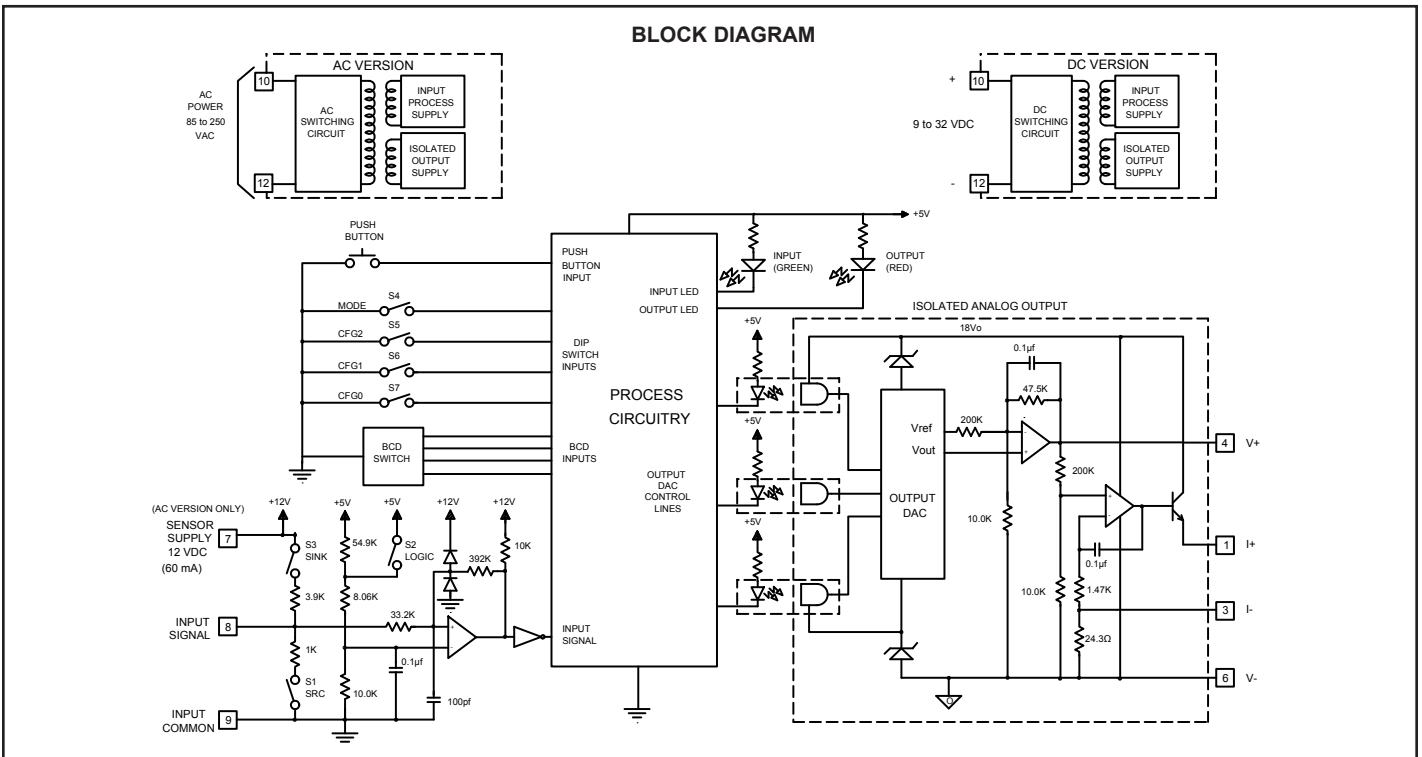 BLOCK DIAGRAM
AC VERSION
10
AC
POWER
85 to 250
VAC
AC
SWITCHING
CIRCUIT
INPUT
PROCESS
SUPPLY
ISOLATED
OUTPUT
SUPPLY
12
DC VERSION
+
10
9 to 32 VDC
DC
SWITCHING
CIRCUIT
INPUT
PROCESS
SUPPLY
ISOLATED
OUTPUT
SUPPLY
-
12
PUSH
BUTTON
PUSH
BUTTON
INPUT
+5V
INPUT
(GREEN)
OUTPUT
(RED)
INPUT LED
OUTPUT LED
MODE
S4
CFG2
S5
CFG1
S6
CFG0
S7
DIP
SWITCH
INPUTS
PROCESS
CIRCUITRY
BCD
SWITCH
BCD
INPUTS
OUTPUT
DAC
CONTROL
LINES
+5V
+5V
+5V
ISOLATED ANALOG OUTPUT
18Vo
0.1µf
47.5K
Vref
200K
-
Vout
+
OUTPUT
DAC
10.0K
200K
+
-
0.1µf
10.0K
1.47K
24.3Ω
4
V+
1
I+
3
I-
6
V-
O
(AC VERSION ONLY)
SENSOR
SUPPLY
12 VDC
(60 mA)
7
+12V
+5V
+5V
+12V
+12V
S3
SINK
54.9K
S2
LOGIC
392K
10K
3.9K
8.06K
INPUT
SIGNAL
8
33.2K
+
-
INPUT
SIGNAL
1K
S1
SRC
10.0K
0.1µf
100pf
INPUT
COMMON
9